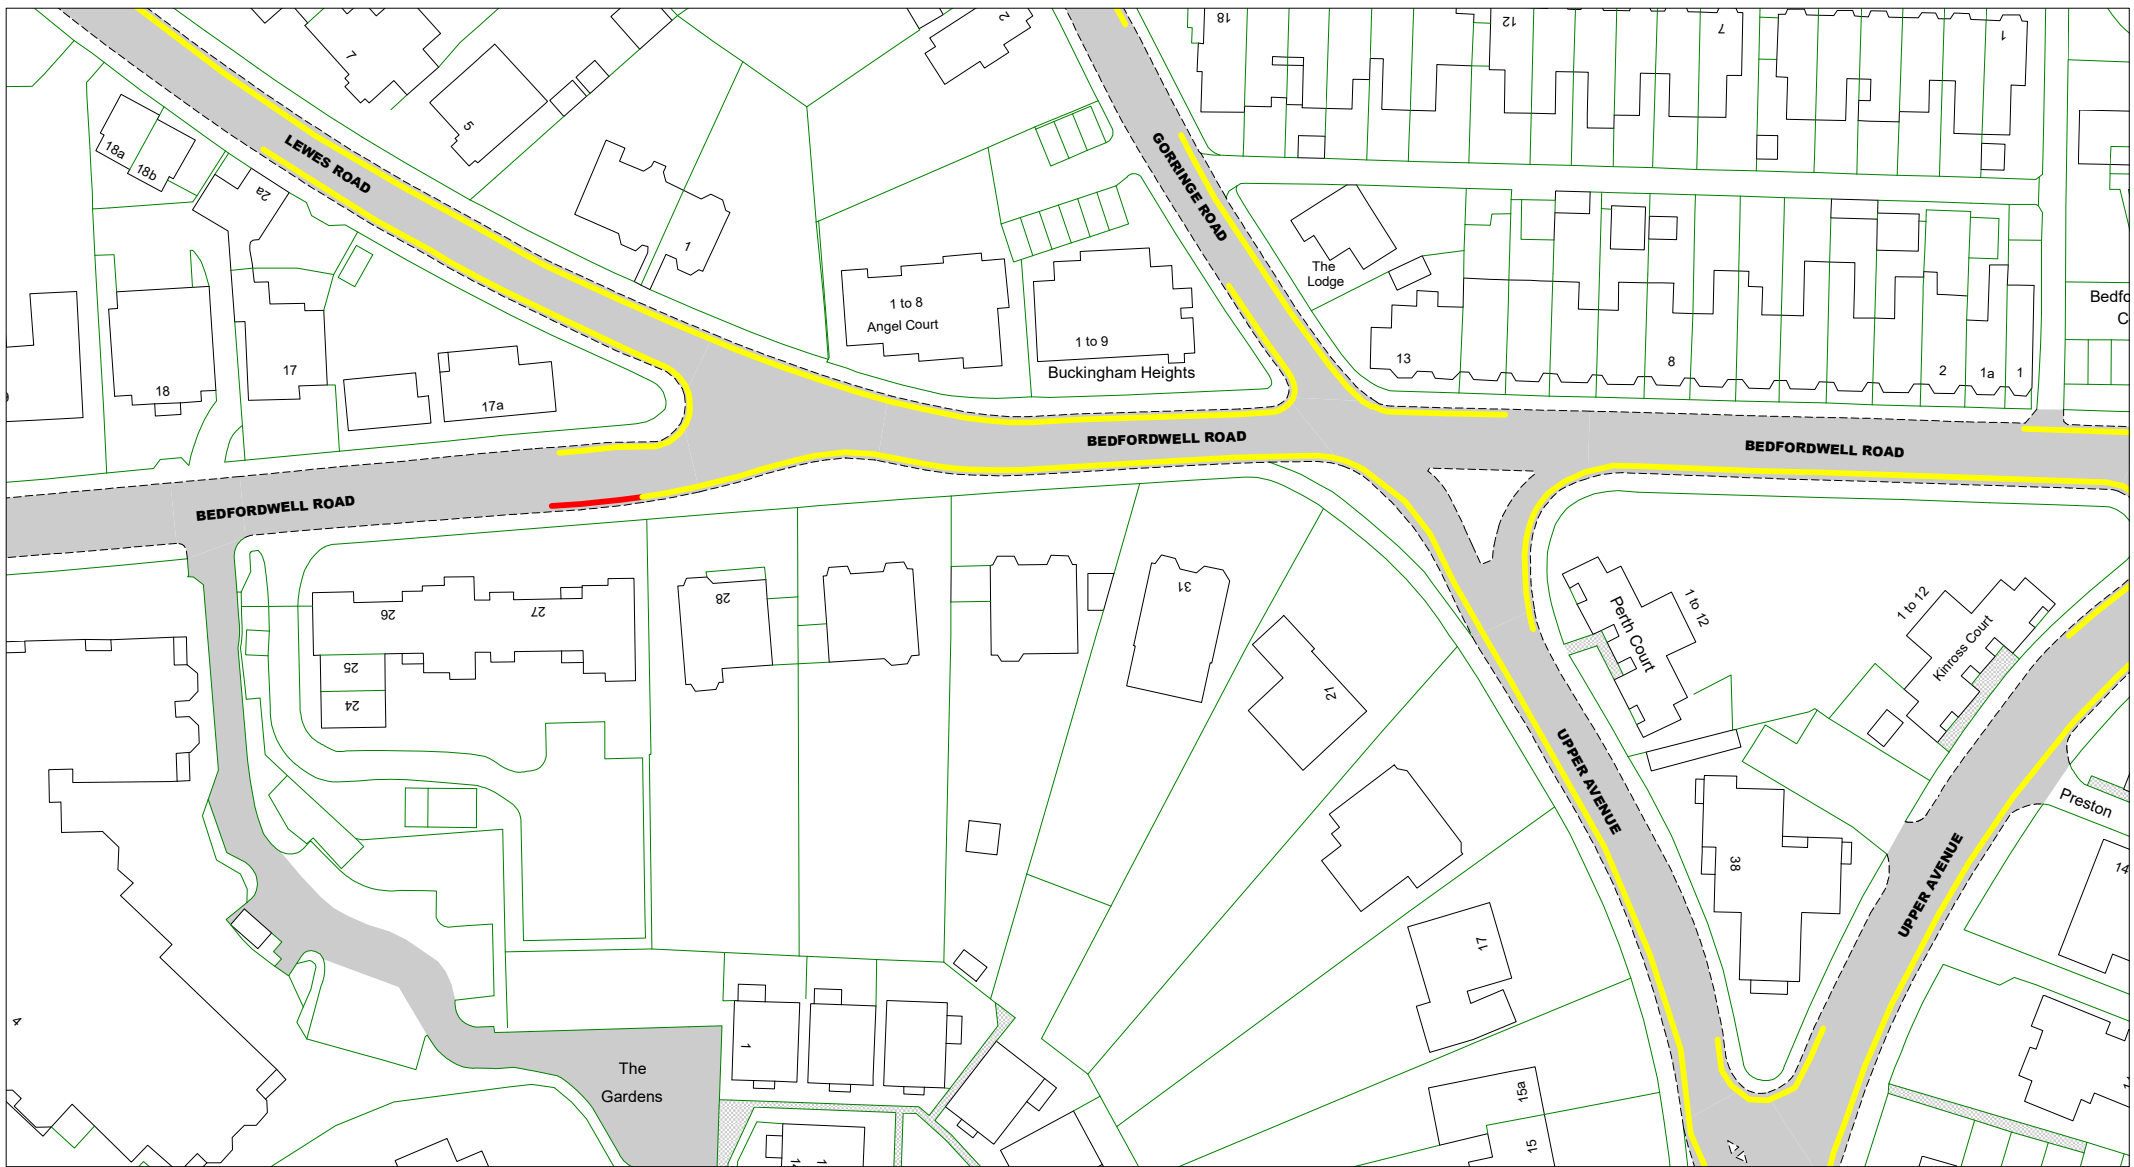 7
2
18
12
7
1
5
LEWES ROAD
GORRINGE ROAD
18a
18b
2a
1
The
Lodge
1 to 8
Angel Court
1 to 9
Buckingham Heights
Bedfo
C
13
8
2
1a
1
17
18
17a
BEDFORDWELL ROAD
BEDFORDWELL ROAD
BEDFORDWELL ROAD
26
27
28
31
25
24
21
1 to 12
Perth Court
1 to 12
Kinross Court
UPPER AVENUE
Preston
38
14
UPPER AVENUE
17
4
1
The
Gardens
15a
15